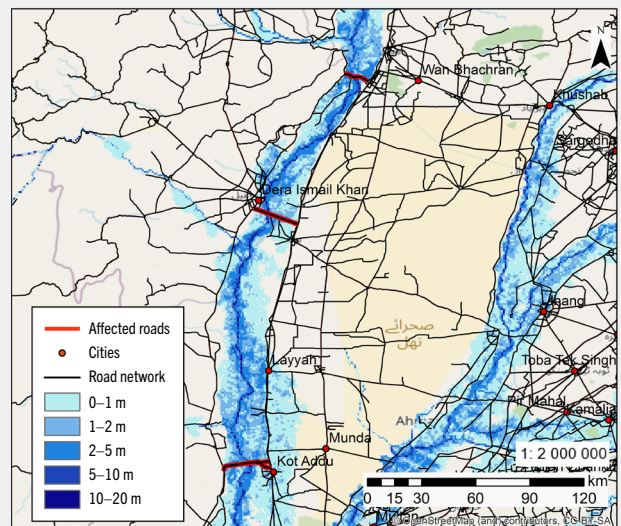 N
Wan Bhachran
Khushab
Sargodha
Dera Ismail Khan
صحرائے
تھل
Jhang
Layyah
Toba Tek Singh
Pir Mahal
Kamalia
Munda
Kot Addu
Affected roads
Cities
Road network
0–1 m
1–2 m
2–5 m
5–10 m
10–20 m
1: 2 000 000
km
0 15 30 60 90 120
OpenStreetMap (and) contributors, CC-BY-SA